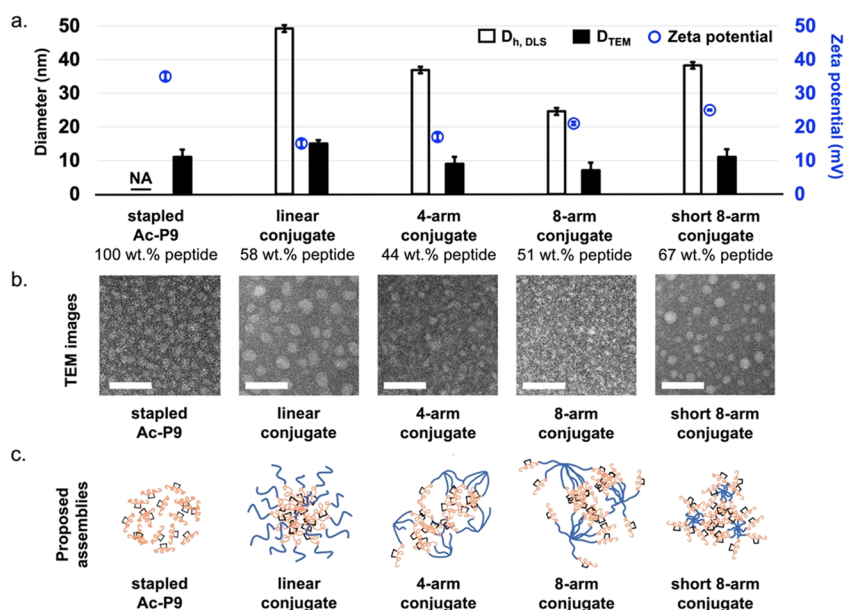 a.
50
40
30
20
10
0
Diameter (nm)
D h, DLS
D TEM
Zeta potential
50
40
30
20
10
0
Zeta potential (mV)
NA
stapled
Ac-P9
100 wt.% peptide
linear
conjugate
58 wt.% peptide
4-arm
conjugate
44 wt.% peptide
8-arm
conjugate
51 wt.% peptide
short 8-arm
conjugate
67 wt.% peptide
b.
TEM images
stapled
Ac-P9
linear
conjugate
4-arm
conjugate
8-arm
conjugate
short 8-arm
conjugate
c.
Proposed
assemblies
stapled
Ac-P9
linear
conjugate
4-arm
conjugate
8-arm
conjugate
short 8-arm
conjugate